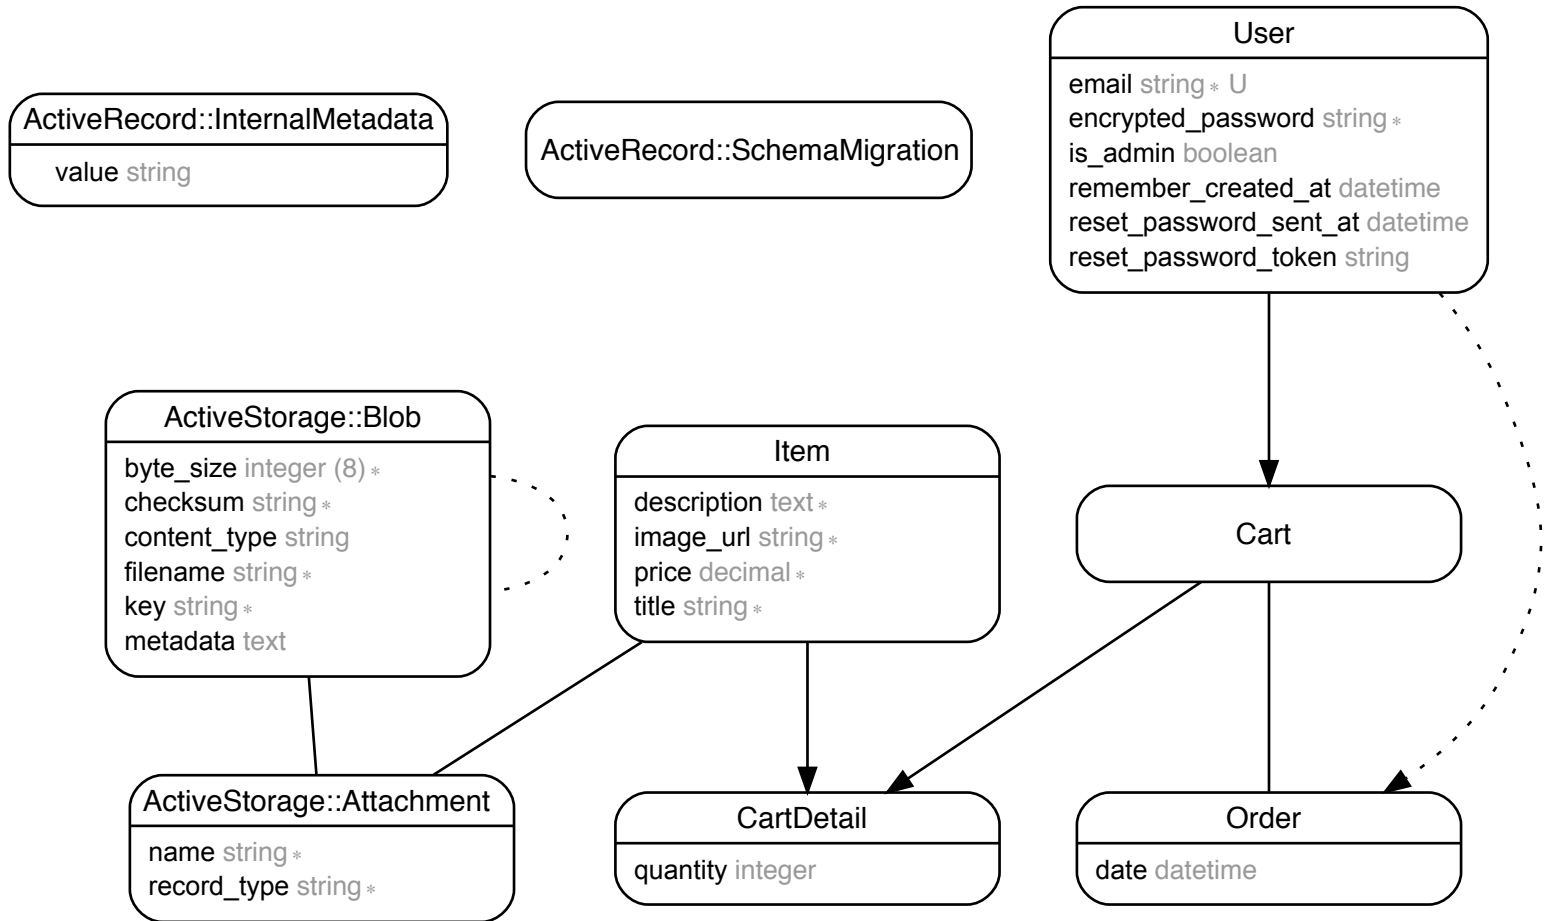 User
email string∗ U
encrypted_password string∗
is_admin boolean
remember_created_at datetime
reset_password_sent_at datetime
reset_password_token string
ActiveRecord::InternalMetadata
value string
ActiveRecord::SchemaMigration
ActiveStorage::Blob
byte_size integer (8)∗
checksum string∗
content_type string
filename string∗
key string∗
metadata text
Item
description text∗
image_url string∗
price decimal∗
title string∗
Cart
ActiveStorage::Attachment
name string∗
record_type string∗
CartDetail
quantity integer
Order
date datetime